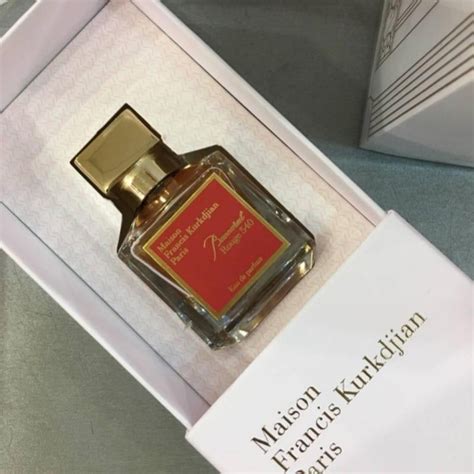 Maison
Francis Kurkdjian
Paris
Baccarat
Rouge 540
Eau de parfum
Maison
Francis Kurkdjian
Paris